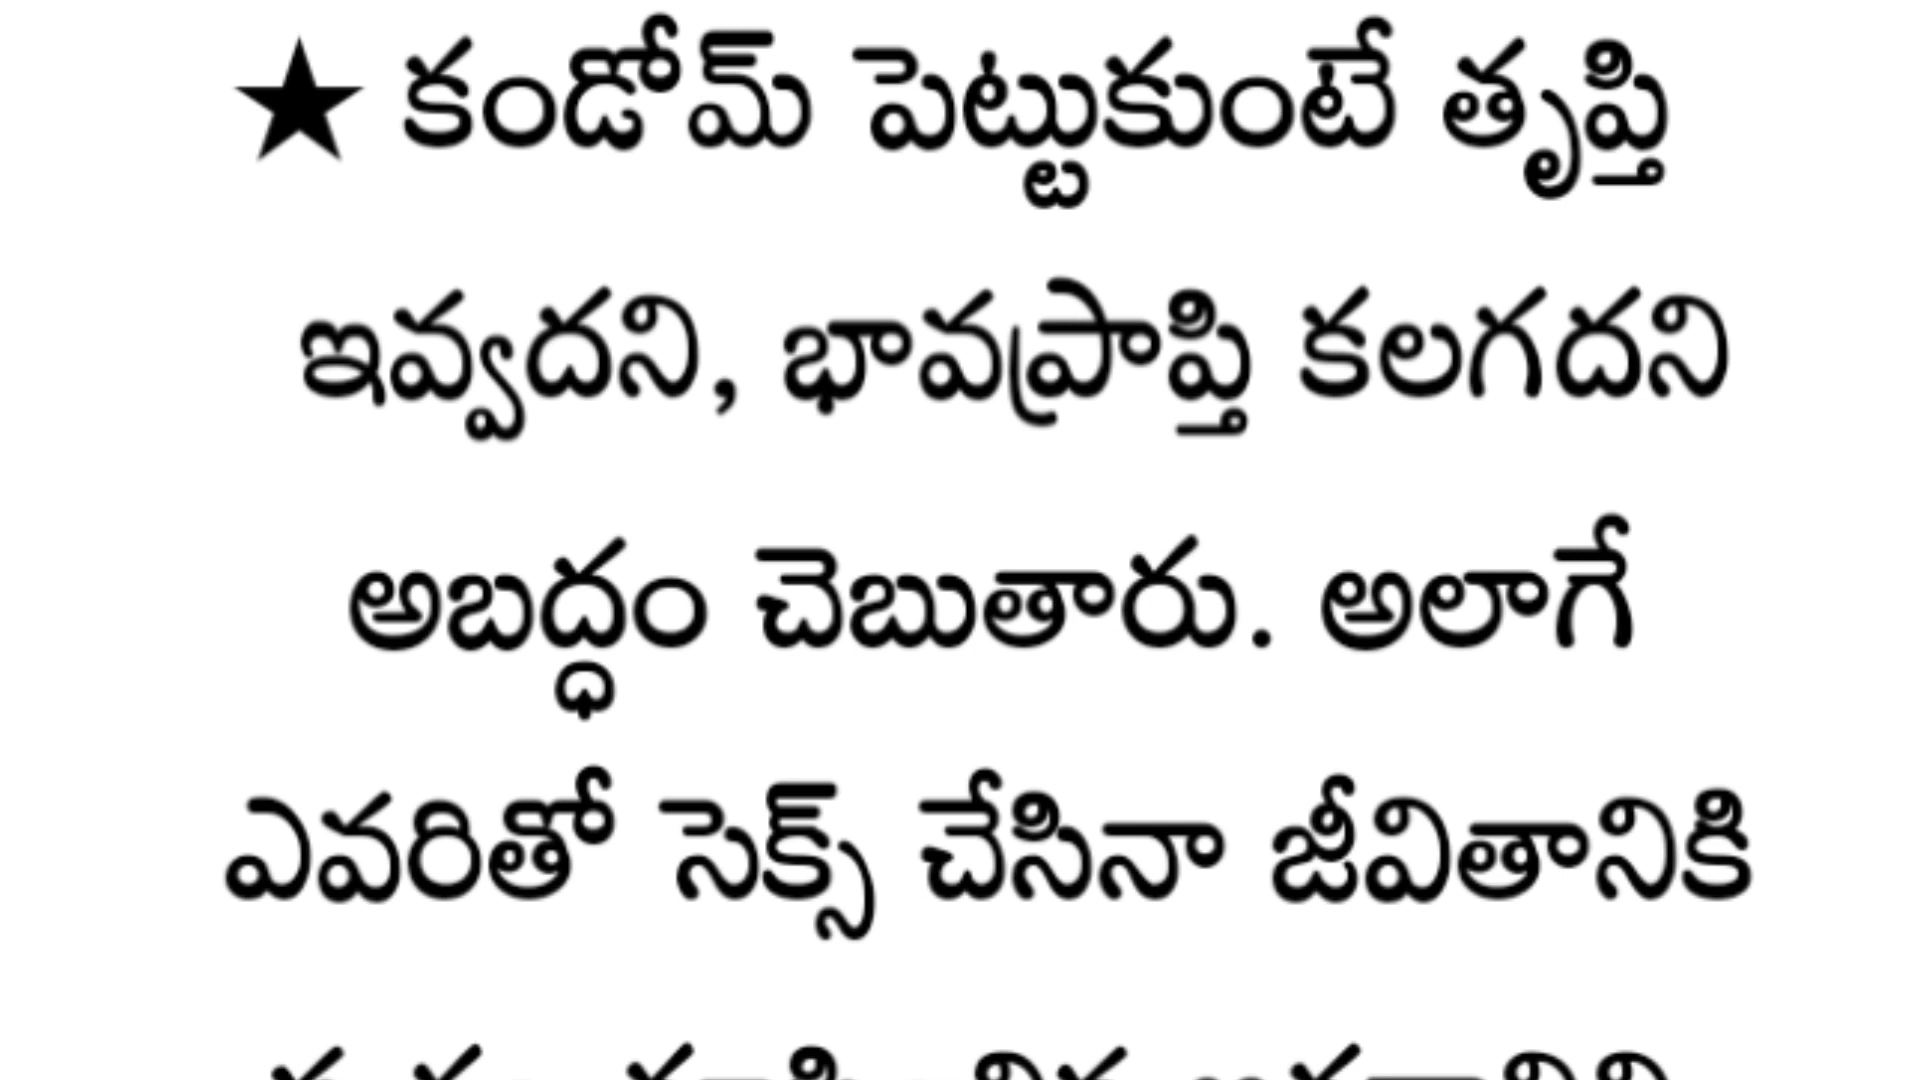 ★ కండోమ్ పెట్టుకుంటే తృప్తి
ఇవ్వదని, భావప్రాప్తి కలగదని
అబద్ధం చెబుతారు. అలాగే
ఎవరితో సెక్స్ చేసినా జీవితానికి